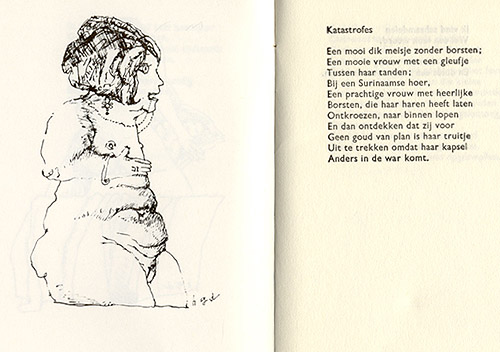 Katastrofes
Een mooi dik meisje zonder borsten;
Een mooie vrouw met een gleufje
Tussen haar tanden;
Bij een Surinaamse hoer,
Een prachtige vrouw met heerlijke
Borsten, die haar haren heeft laten
Ontkroezen, naar binnen lopen
En dan ontdekken dat zij voor
Geen goud van plan is haar truitje
Uit te trekken omdat haar kapsel
Anders in de war komt.